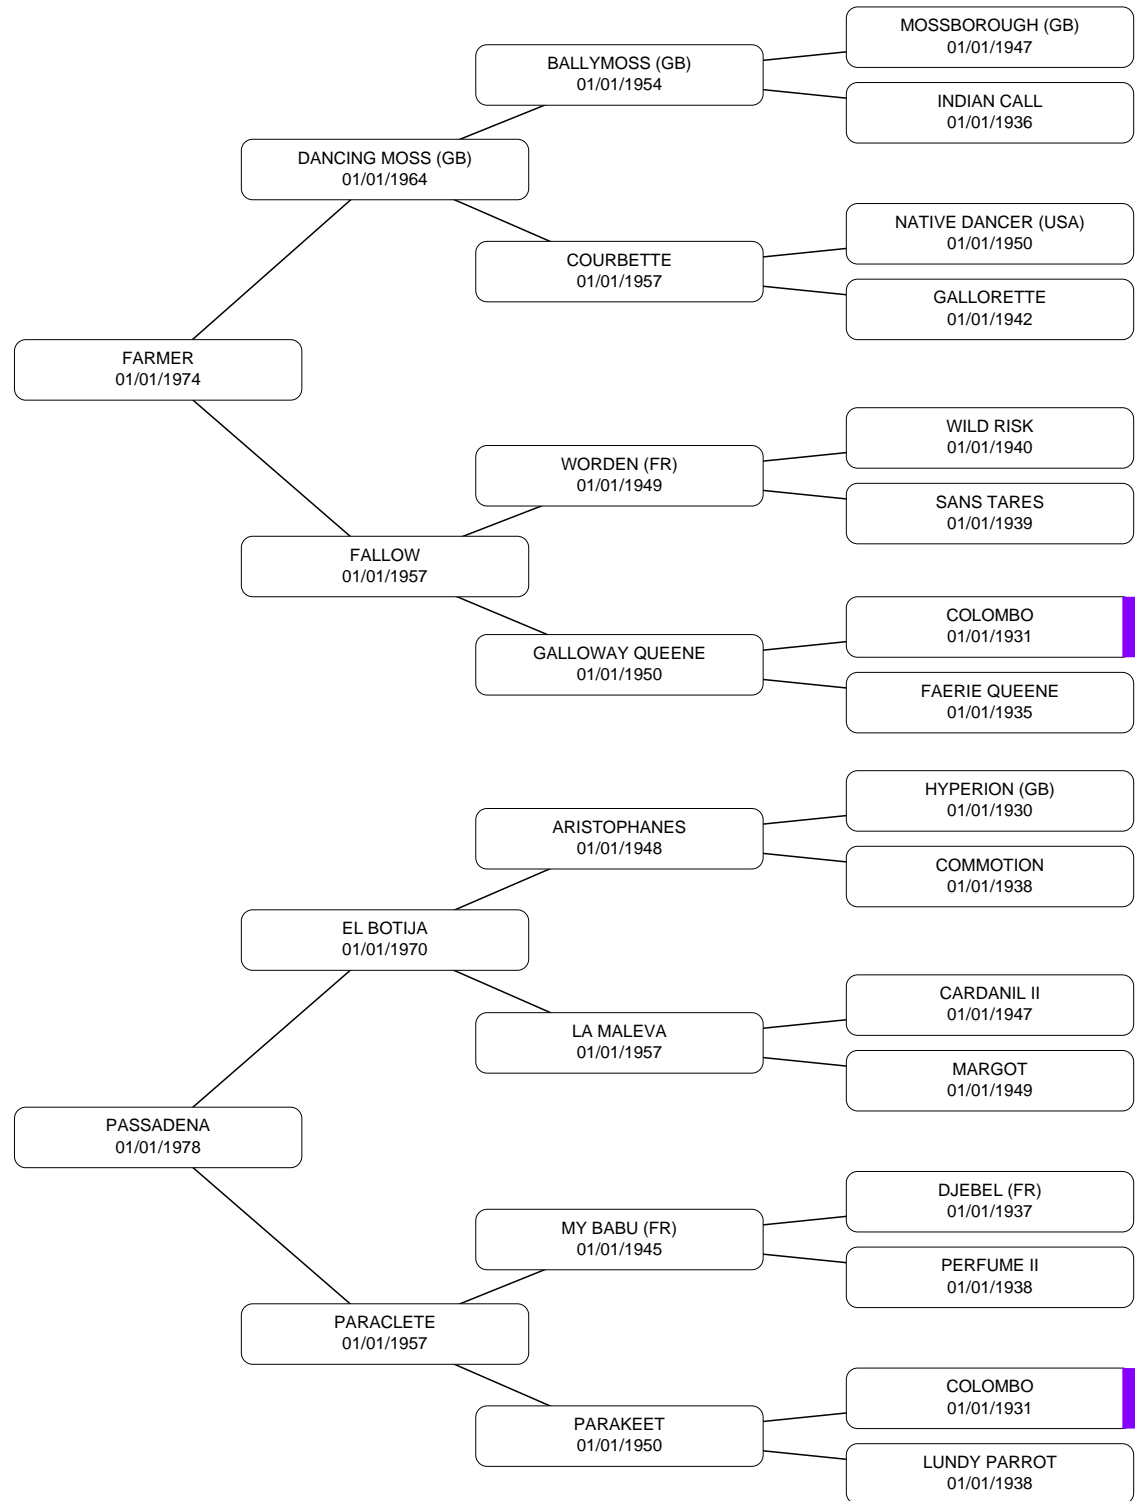 MOSSBOROUGH (GB)
01/01/1947
BALLYMOSS (GB)
01/01/1954
INDIAN CALL
01/01/1936
DANCING MOSS (GB)
01/01/1964
NATIVE DANCER (USA)
01/01/1950
COURBETTE
01/01/1957
GALLORETTE
01/01/1942
FARMER
01/01/1974
WILD RISK
01/01/1940
WORDEN (FR)
01/01/1949
SANS TARES
01/01/1939
FALLOW
01/01/1957
COLOMBO
01/01/1931
GALLOWAY QUEENE
01/01/1950
FAERIE QUEENE
01/01/1935
HYPERION (GB)
01/01/1930
ARISTOPHANES
01/01/1948
COMMOTION
01/01/1938
EL BOTIJA
01/01/1970
CARDANIL II
01/01/1947
LA MALEVA
01/01/1957
MARGOT
01/01/1949
PASSADENA
01/01/1978
DJEBEL (FR)
01/01/1937
MY BABU (FR)
01/01/1945
PERFUME II
01/01/1938
PARACLETE
01/01/1957
COLOMBO
01/01/1931
PARAKEET
01/01/1950
LUNDY PARROT
01/01/1938